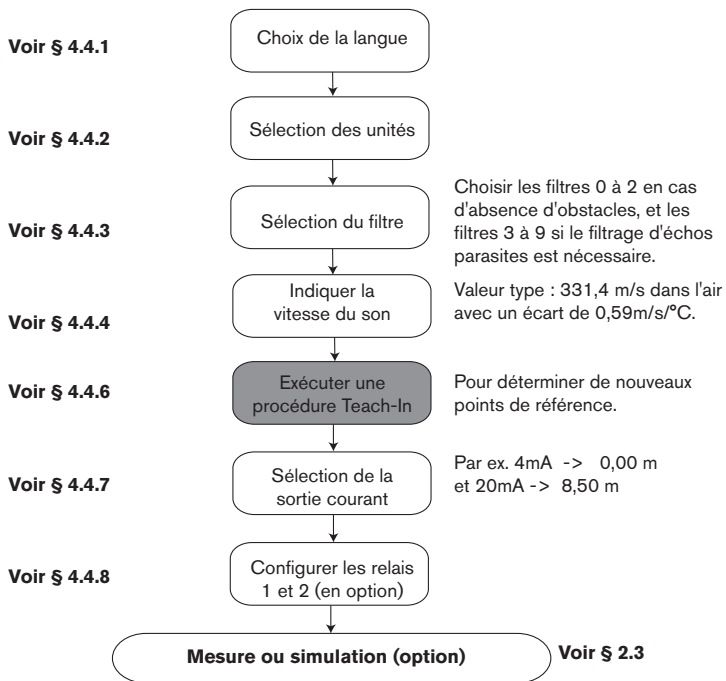 Voir § 4.4.1
Choix de la langue
Voir § 4.4.2
Sélection des unités
Voir § 4.4.3
Sélection du filtre
Choisir les filtres 0 à 2 en cas
d'absence d'obstacles, et les
filtres 3 à 9 si le filtrage d'échos
parasites est nécessaire.
Voir § 4.4.4
Indiquer la
vitesse du son
Valeur type : 331,4 m/s dans l'air
avec un écart de 0,59m/s/°C.
Voir § 4.4.6
Exécuter une
procédure Teach-In
Pour déterminer de nouveaux
points de référence.
Voir § 4.4.7
Sélection de la
sortie courant
Par ex. 4mA -> 0,00 m
et 20mA -> 8,50 m
Voir § 4.4.8
Configurer les relais
1 et 2 (en option)
Mesure ou simulation (option)
Voir § 2.3